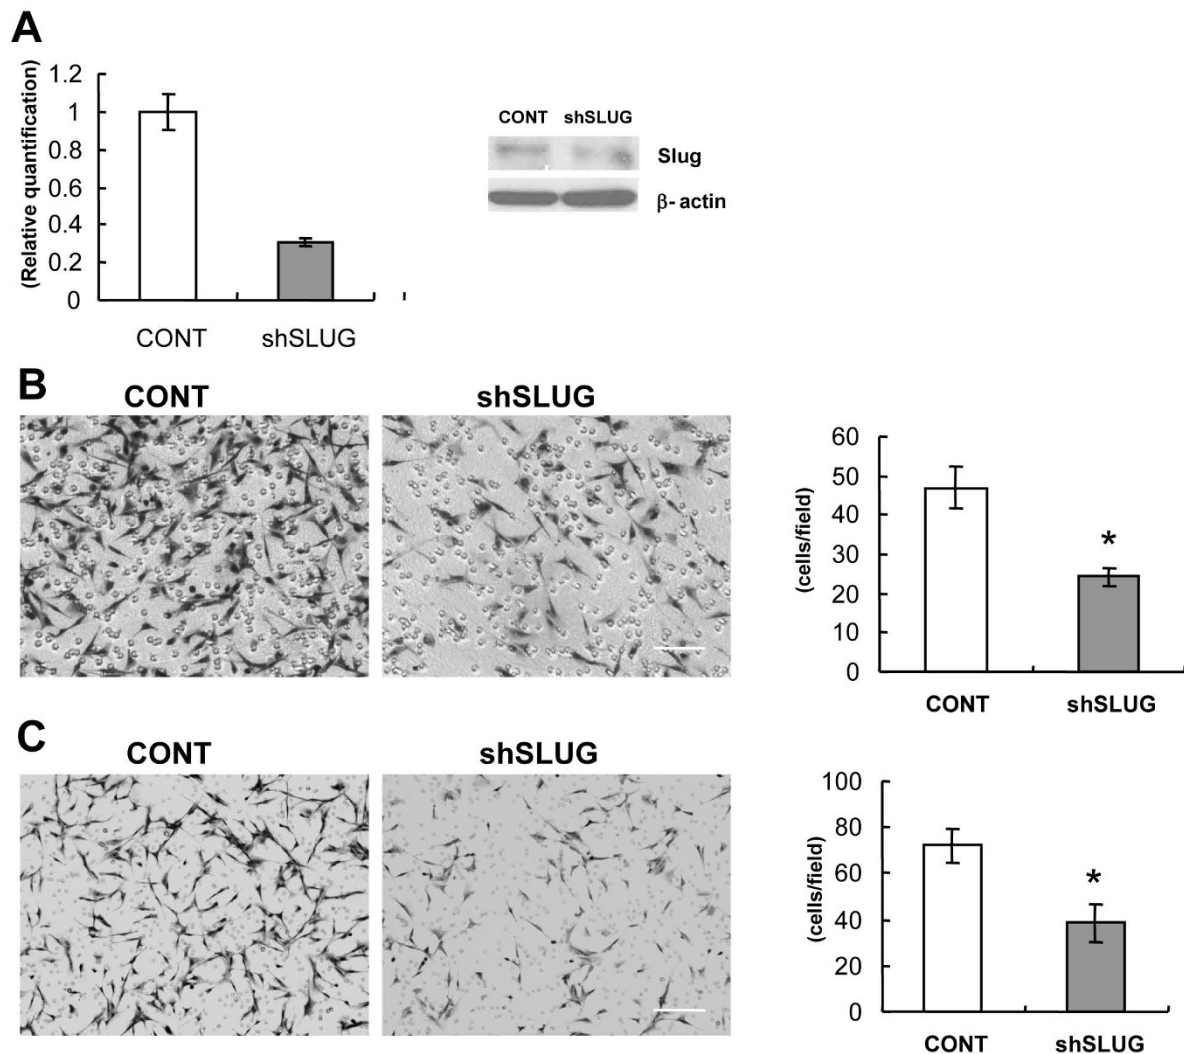 A
(Relative quantification)
1.2
1
0.8
0.6
0.4
0.2
0
CONT
shSLUG
CONT shSLUG
Slug
β- actin
B
CONT
shSLUG
(cells/field)
60
50
40
30
20
10
0
*
CONT
shSLUG
C
CONT
shSLUG
(cells/field)
100
80
60
40
20
0
*
CONT
shSLUG